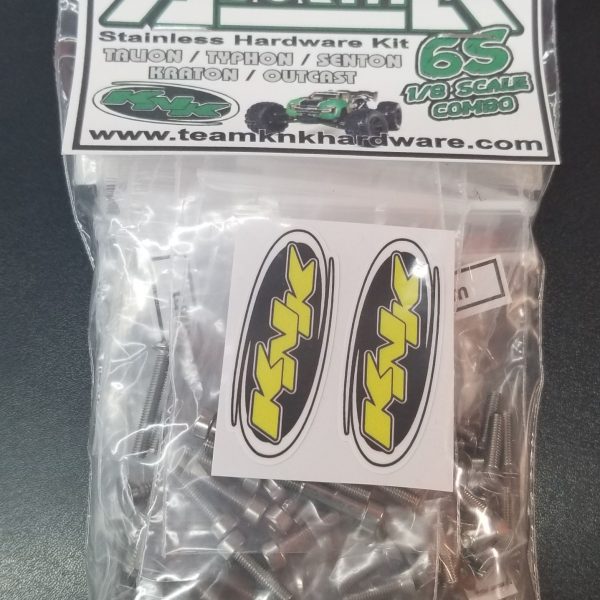 Stainless Hardware Kit
TALION / TYPHON / SENTON
KRATON / OUTCAST
6S
1/8 SCALE
COMBO
KNK
www.teamknkhardware.com
KNK
KNK